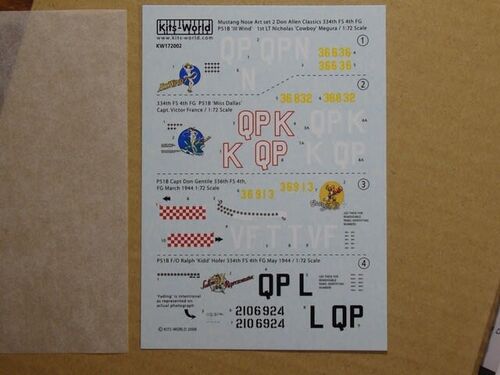 Kits-World
www.kits-world.com
KW172002
Mustang Nose Art set 2 Don Allen Classics 334th FS 4th FG
P51B 'Ill Wind' 1st LT Nicholas 'Cowboy' Megura / 1:72 Scale
1
QP QP N
N
36636
36636
2
334th FS 4th FG P51B 'Miss Dallas'
Capt. Victor France / 1:72 Scale
36832 36832
QP K
K QP
P K
K QP
3
P51B Capt Don Gentile 336th FS 4th,
FG March 1944 1:72 Scale
36913 36913
VF T T VF
4
P51B F/O Ralph 'Kidd' Hofer 334th FS 4th FG May 1944 / 1:72 Scale
QP L
L QP
'Fading' is intentional
as represented on
actual photograph
2106924
2106924
© KITS-WORLD 2008